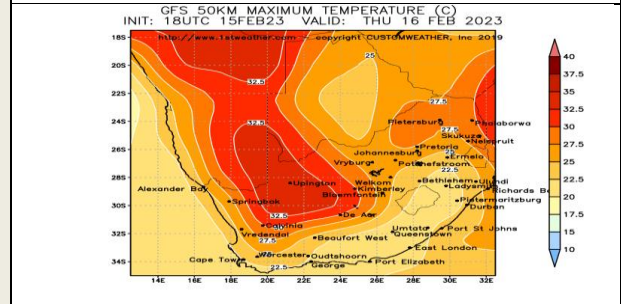 GFS 50KM MAXIMUM TEMPERATURE (C)
INIT: 18UTC 15FEB23 VALID: THU 16 FEB 2023
http://www.1stweather.com - copyright CUSTOMWEATHER, Inc 2019
18S
20S
22S
24S
26S
28S
30S
32S
34S
25
32.5
27.5
32.5
Pietersburg
Phalaborwa
27.5
Skukuza
Nelspruit
Pretoria
Johannesburg
25
Ermelo
Vryburg
Potchefstroom
22.5
Welkom
Bethlehem
Ulundi
Alexander Bay
Upington
Kimberley
Ladysmith
Bloemfontein
Richards B
Springbok
Pietermaritzburg
Durban
32.5
De Aar
Calvinia
Vredendal
Umtata
Port St Johns
27.5
Beaufort West
Queenstown
East London
Cape Town
Worcester
Oudtshoorn
22.5
George
Port Elizabeth
14E 16E 18E 20E 22E 24E 26E 28E 30E 32E
40
37.5
35
32.5
30
27.5
25
22.5
20
17.5
15
10